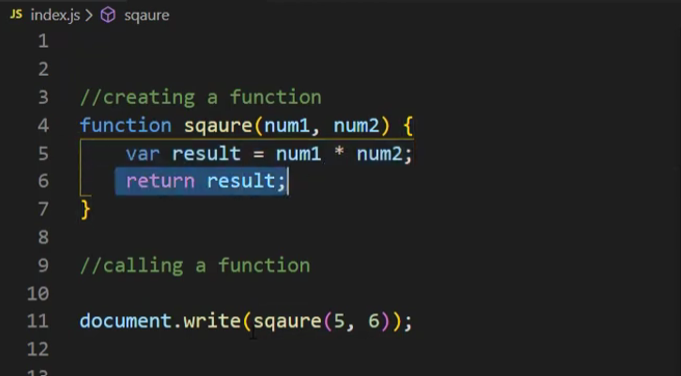 JS index.js > sqaure
1
2
3 //creating a function
4 function sqaure(num1, num2) {
5 var result = num1 * num2;
6 return result;
7 }
8
9 //calling a function
10
11 document.write(sqaure(5, 6));
12
13